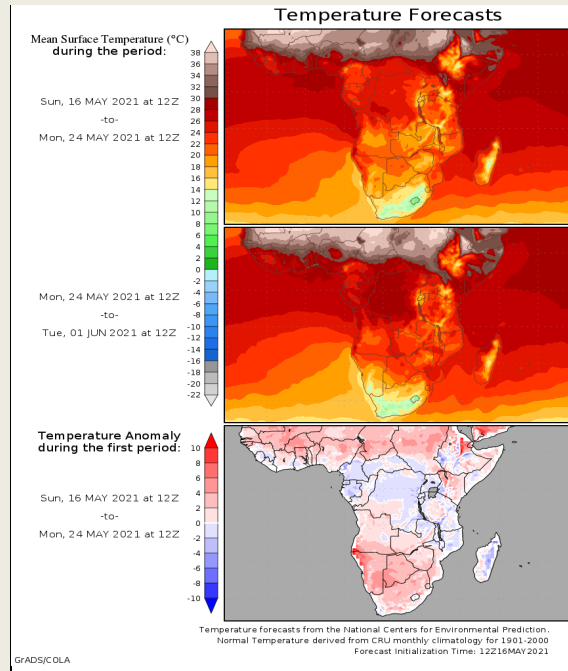 Temperature Forecasts
Mean Surface Temperature (°C)
during the period:
Sun, 16 MAY 2021 at 12Z
-to-
Mon, 24 MAY 2021 at 12Z
38
36
34
32
30
28
26
24
22
20
18
16
14
12
10
8
6
4
2
0
-2
-4
-6
-8
-10
-12
-14
-16
-18
-20
-22
Mon, 24 MAY 2021 at 12Z
-to-
Tue, 01 JUN 2021 at 12Z
Temperature Anomaly
during the first period:
Sun, 16 MAY 2021 at 12Z
-to-
Mon, 24 MAY 2021 at 12Z
10
8
6
4
2
0
-2
-4
-6
-8
-10
Temperature forecasts from the National Centers for Environmental Prediction.
Normal Temperature derived from CRU monthly climatology for 1901-2000
Forecast Initialization Time: 12Z16MAY2021
GrADS/COLA